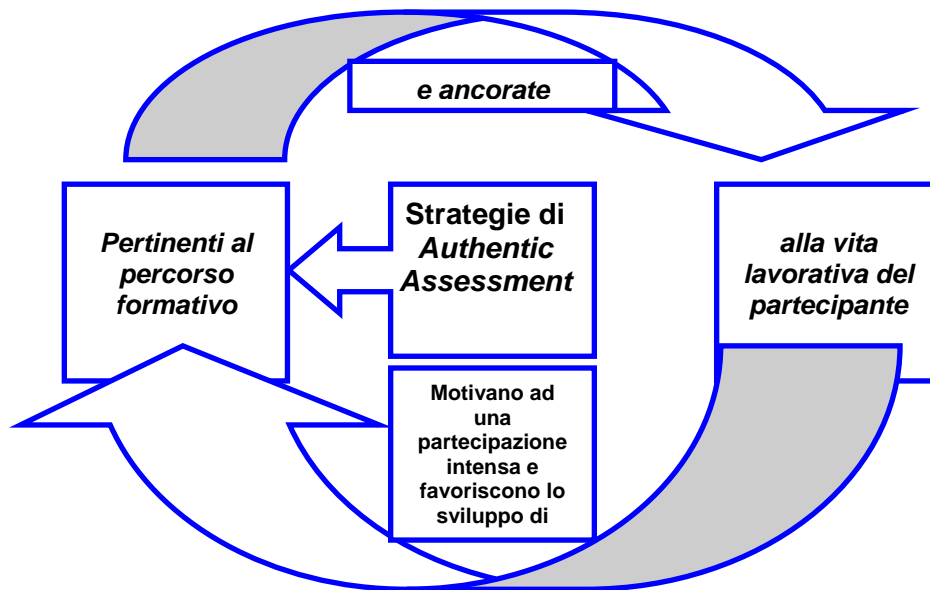 e ancorate
Pertinenti al
percorso
formativo
Strategie di
Authentic
Assessment
alla vita
lavorativa del
partecipante
Motivano ad
una
partecipazione
intensa e
favoriscono lo
sviluppo di